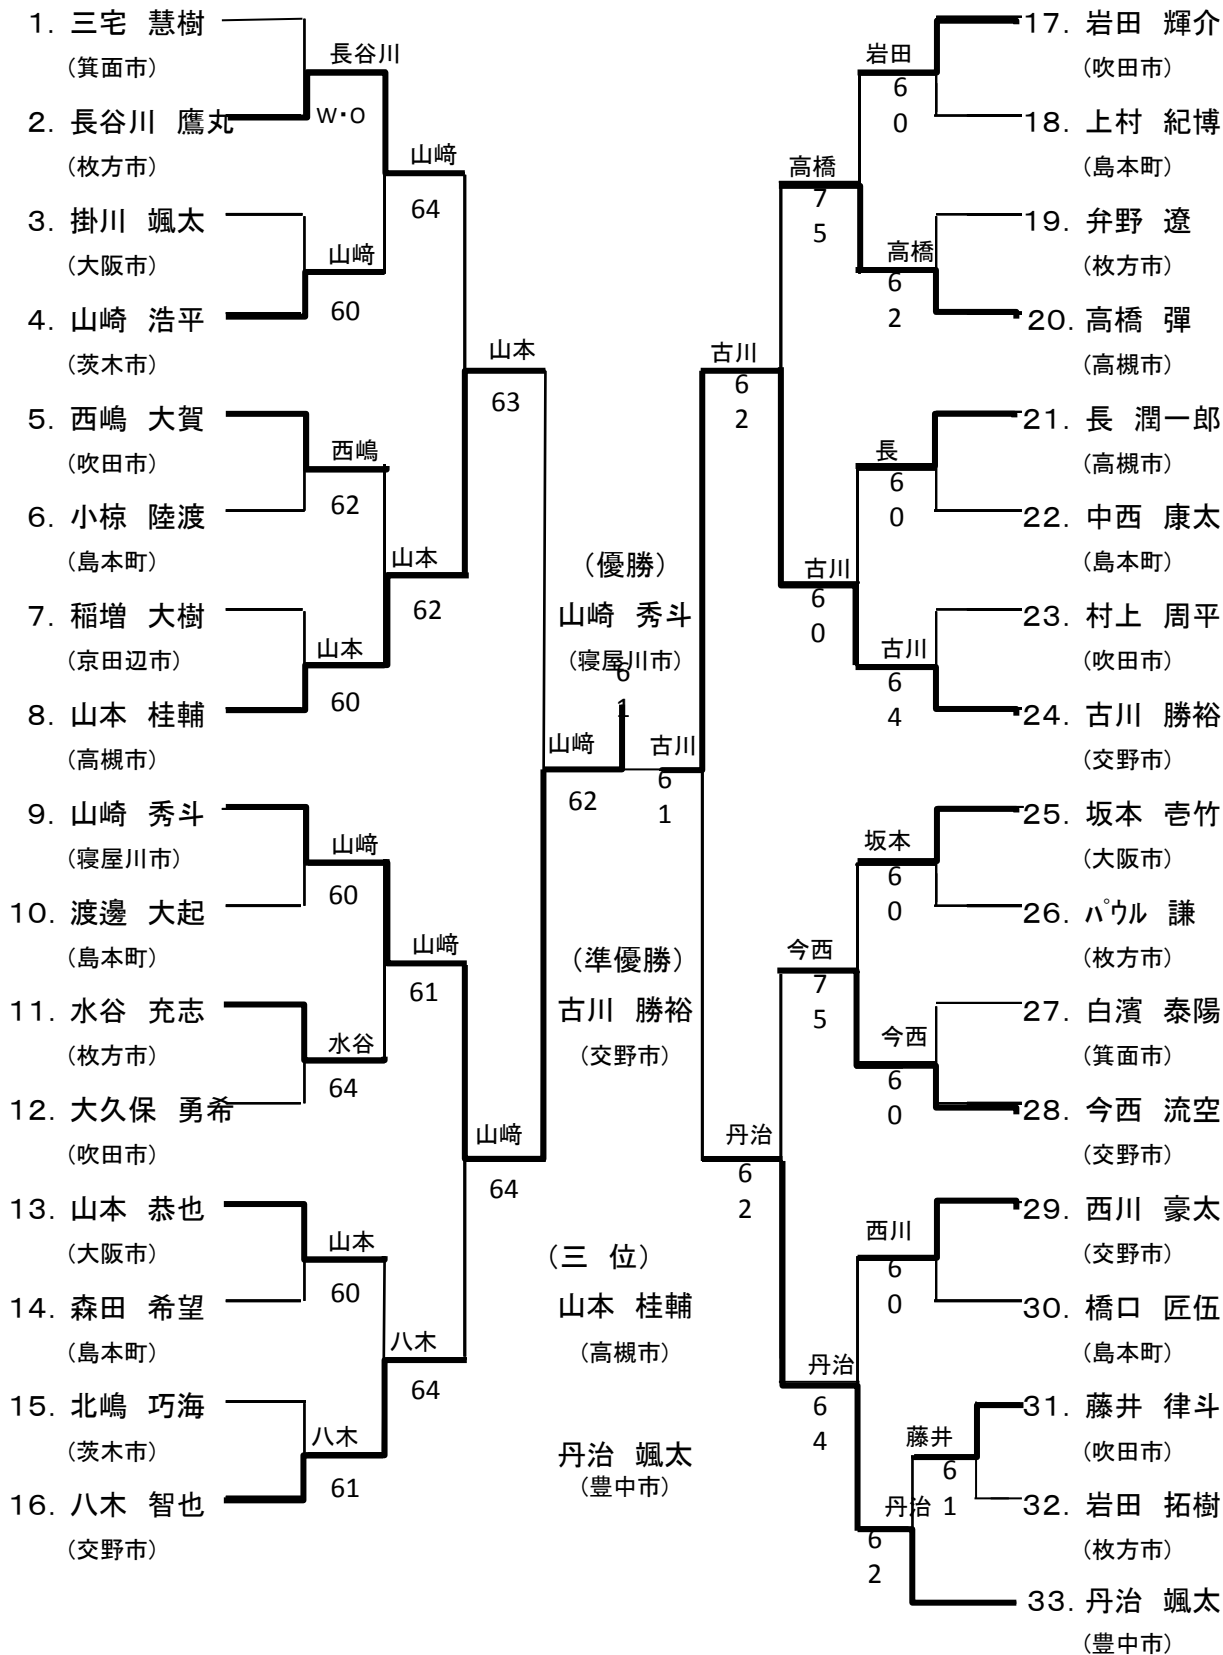 1. 三宅 慧樹
(箕面市)
2. 長谷川 鷹丸
(枚方市)
3. 掛川 颯太
(大阪市)
4. 山崎 浩平
(茨木市)
5. 西嶋 大賀
(吹田市)
6. 小椋 陸渡
(島本町)
7. 稲増 大樹
(京田辺市)
8. 山本 桂輔
(高槻市)
9. 山崎 秀斗
(寝屋川市)
10. 渡邊 大起
(島本町)
11. 水谷 充志
(枚方市)
12. 大久保 勇希
(吹田市)
13. 山本 恭也
(大阪市)
14. 森田 希望
(島本町)
15. 北嶋 巧海
(茨木市)
16. 八木 智也
(交野市)
長谷川
W・O
山﨑
60
西嶋
62
山本
60
山﨑
60
水谷
64
山本
60
八木
61
山﨑
64
山本
62
山﨑
61
八木
64
山本
63
山﨑
64
山﨑
62
(優勝)
山崎 秀斗
(寝屋川市)
6
1
(準優勝)
古川 勝裕
(交野市)
(三 位)
山本 桂輔
(高槻市)
丹治 颯太
(豊中市)
古川
6
1
古川
6
2
丹治
6
2
高橋
7
5
古川
6
0
今西
7
5
丹治
6
4
岩田
6
0
高橋
6
2
長
6
0
古川
6
4
坂本
6
0
今西
6
0
西川
6
0
丹治
6
2
藤井
6
1
17. 岩田 輝介
(吹田市)
18. 上村 紀博
(島本町)
19. 弁野 遼
(枚方市)
20. 高橋 彈
(高槻市)
21. 長 潤一郎
(高槻市)
22. 中西 康太
(島本町)
23. 村上 周平
(吹田市)
24. 古川 勝裕
(交野市)
25. 坂本 壱竹
(大阪市)
26. パウル 謙
(枚方市)
27. 白濱 泰陽
(箕面市)
28. 今西 流空
(交野市)
29. 西川 豪太
(交野市)
30. 橋口 匠伍
(島本町)
31. 藤井 律斗
(吹田市)
32. 岩田 拓樹
(枚方市)
33. 丹治 颯太
(豊中市)